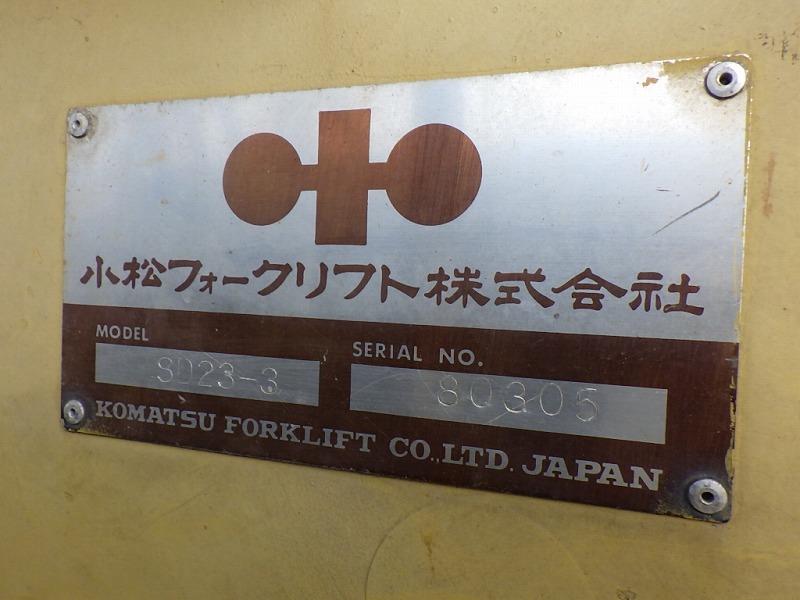 小松フォークリフト株式会社
MODEL
SD23-3
SERIAL NO.
80305
KOMATSU FORKLIFT CO.,LTD. JAPAN